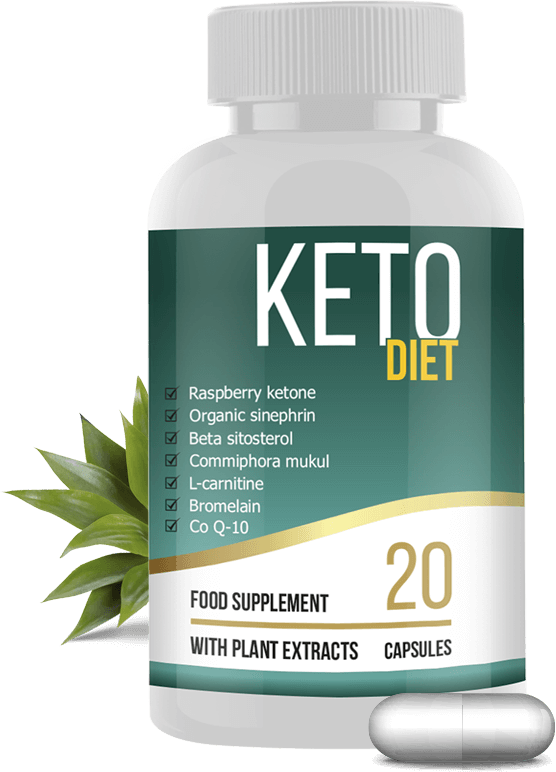 KETO
DIET
Raspberry ketone
Organic sinephrin
Beta sitosterol
Commiphora mukul
L-carnitine
Bromelain
Co Q-10
FOOD SUPPLEMENT
20
WITH PLANT EXTRACTS CAPSULES